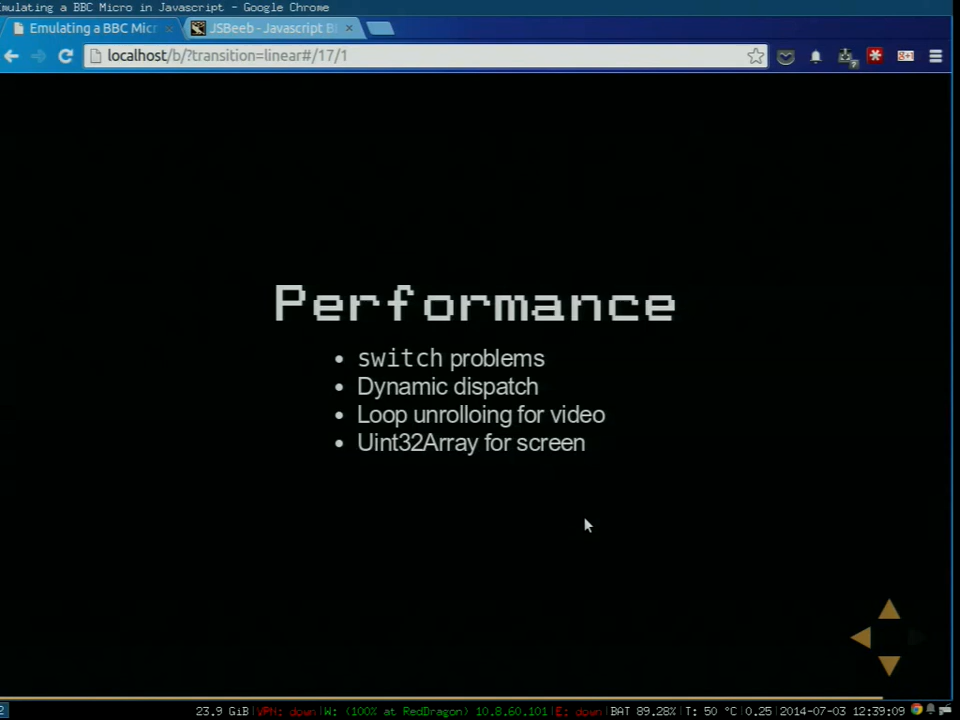 Emulating a BBC Micro in Javascript - Google Chrome
Emulating a BBC Micr
JSBeeb - Javascript B
localhost/b/?transition=linear#/17/1
Performance
• switch problems
• Dynamic dispatch
• Loop unrolloing for video
• Uint32Array for screen
2 23.9 GiB|VPN: down|W: (100% at RedDragon) 10.8.60.101|E: down|BAT 89.28%|T: 50 °C|0.25|2014-07-03 12:39:09